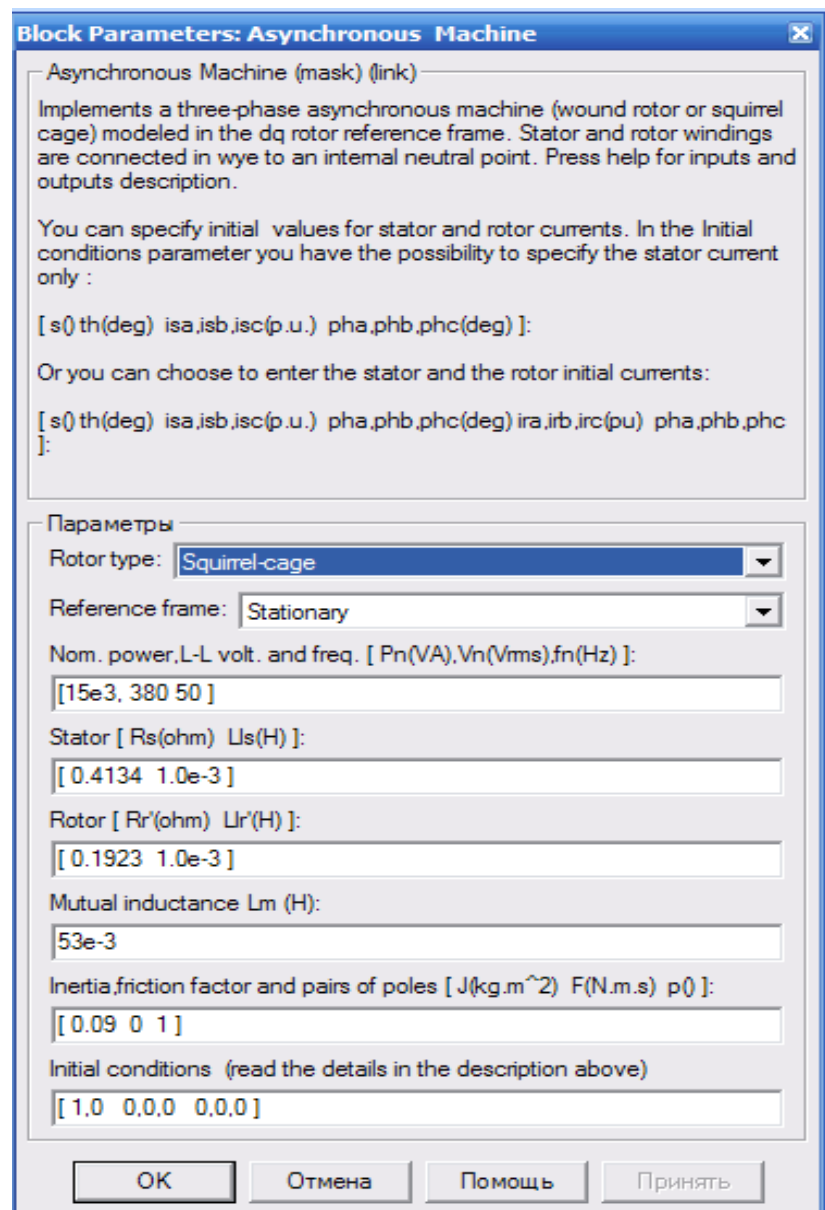 Block Parameters: Asynchronous Machine
Asynchronous Machine (mask) (link)
Implements a three-phase asynchronous machine (wound rotor or squirrel
cage) modeled in the dq rotor reference frame. Stator and rotor windings
are connected in wye to an internal neutral point. Press help for inputs and
outputs description.
You can specify initial values for stator and rotor currents. In the Initial
conditions parameter you have the possibility to specify the stator current
only :
[ s() th(deg) isa,isb,isc(p.u.) pha,phb,phc(deg) ]:
Or you can choose to enter the stator and the rotor initial currents:
[ s() th(deg) isa,isb,isc(p.u.) pha,phb,phc(deg) ira,irb,irc(pu) pha,phb,phc
]:
Параметры
Rotor type: Squirrel-cage
Reference frame: Stationary
Nom. power,L-L volt. and freq. [ Pn(VA),Vn(Vrms),fn(Hz) ]:
[15e3, 380 50 ]
Stator [ Rs(ohm) Lls(H) ]:
[ 0.4134 1.0e-3 ]
Rotor [ Rr'(ohm) Llr'(H) ]:
[ 0.1923 1.0e-3 ]
Mutual inductance Lm (H):
53e-3
Inertia,friction factor and pairs of poles [ J(kg.m^2) F(N.m.s) p() ]:
[ 0.09 0 1 ]
Initial conditions (read the details in the description above)
[ 1,0 0,0,0 0,0,0 ]
OK Отмена Помощь Принять